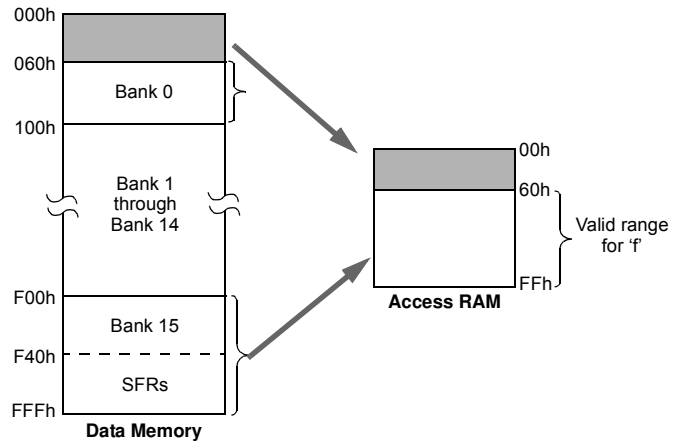 000h
060h
Bank 0
100h
Bank 1
through
Bank 14
F00h
Bank 15
F40h
SFRs
FFFh
Data Memory
00h
60h
Valid range
for ‘f’
FFh
Access RAM